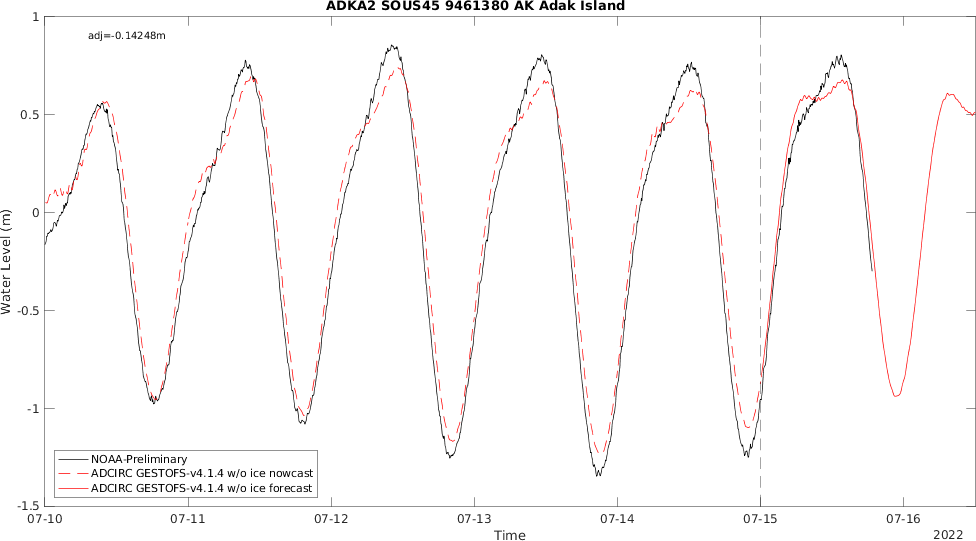 ADKA2 SOUS45 9461380 AK Adak Island
adj=-0.14248m
1
0.5
0
-0.5
-1
-1.5
Water Level (m)
NOAA-Preliminary
ADCIRC GESTOFS-v4.1.4 w/o ice nowcast
ADCIRC GESTOFS-v4.1.4 w/o ice forecast
07-10 07-11 07-12 07-13 07-14 07-15 07-16
Time
2022